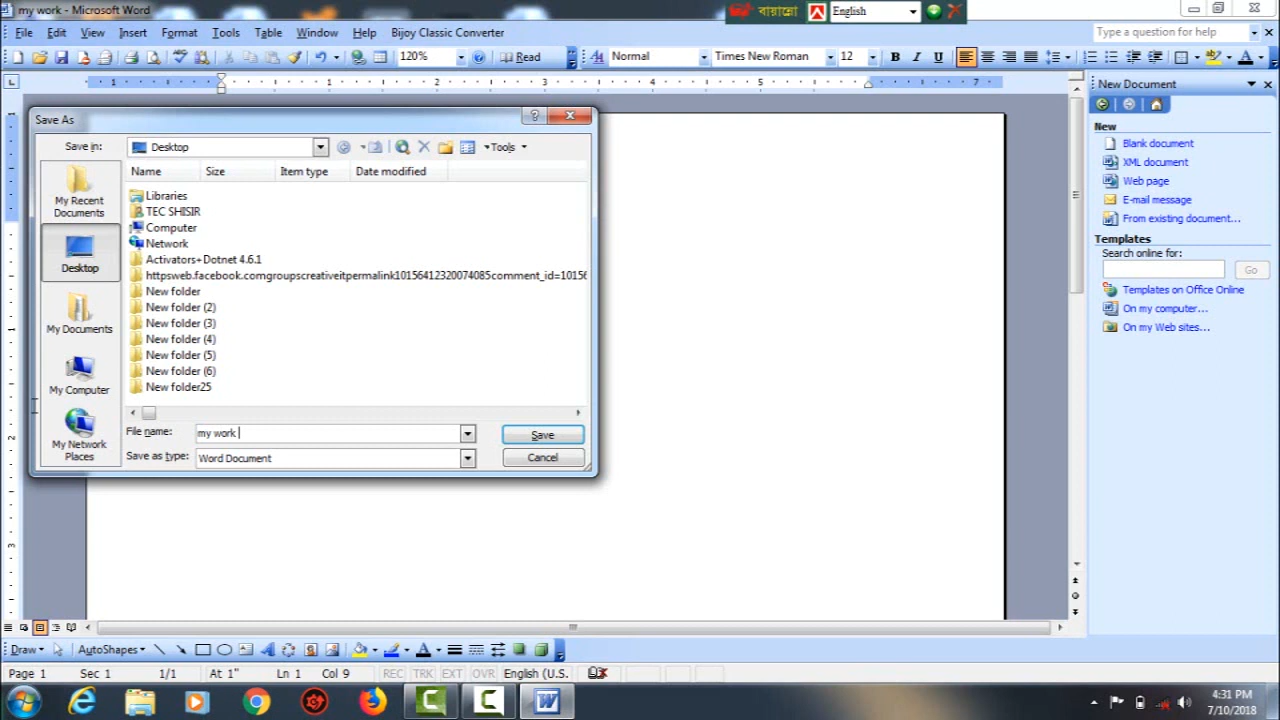 my work - Microsoft Word
বায়ান্নো English
File Edit View Insert Format Tools Table Window Help Bijoy Classic Converter
Type a question for help
120% Read Normal Times New Roman 12 B I U
Save As
Save in: Desktop Tools
Name Size Item type Date modified
My Recent Documents
Desktop
My Documents
My Computer
My Network Places
Libraries
TEC SHISIR
Computer
Network
Activators+Dotnet 4.6.1
httpsweb.facebook.comgroupscreativeitpermalink10156412320074085comment_id=10156
New folder
New folder (2)
New folder (3)
New folder (4)
New folder (5)
New folder (6)
New folder25
File name: my work
Save
Save as type: Word Document
Cancel
New Document
New
Blank document
XML document
Web page
E-mail message
From existing document...
Templates
Search online for:
Go
Templates on Office Online
On my computer...
On my Web sites...
Draw AutoShapes
Page 1 Sec 1 1/1 At 1" Ln 1 Col 9 REC TRK EXT OVR English (U.S.
4:31 PM
7/10/2018